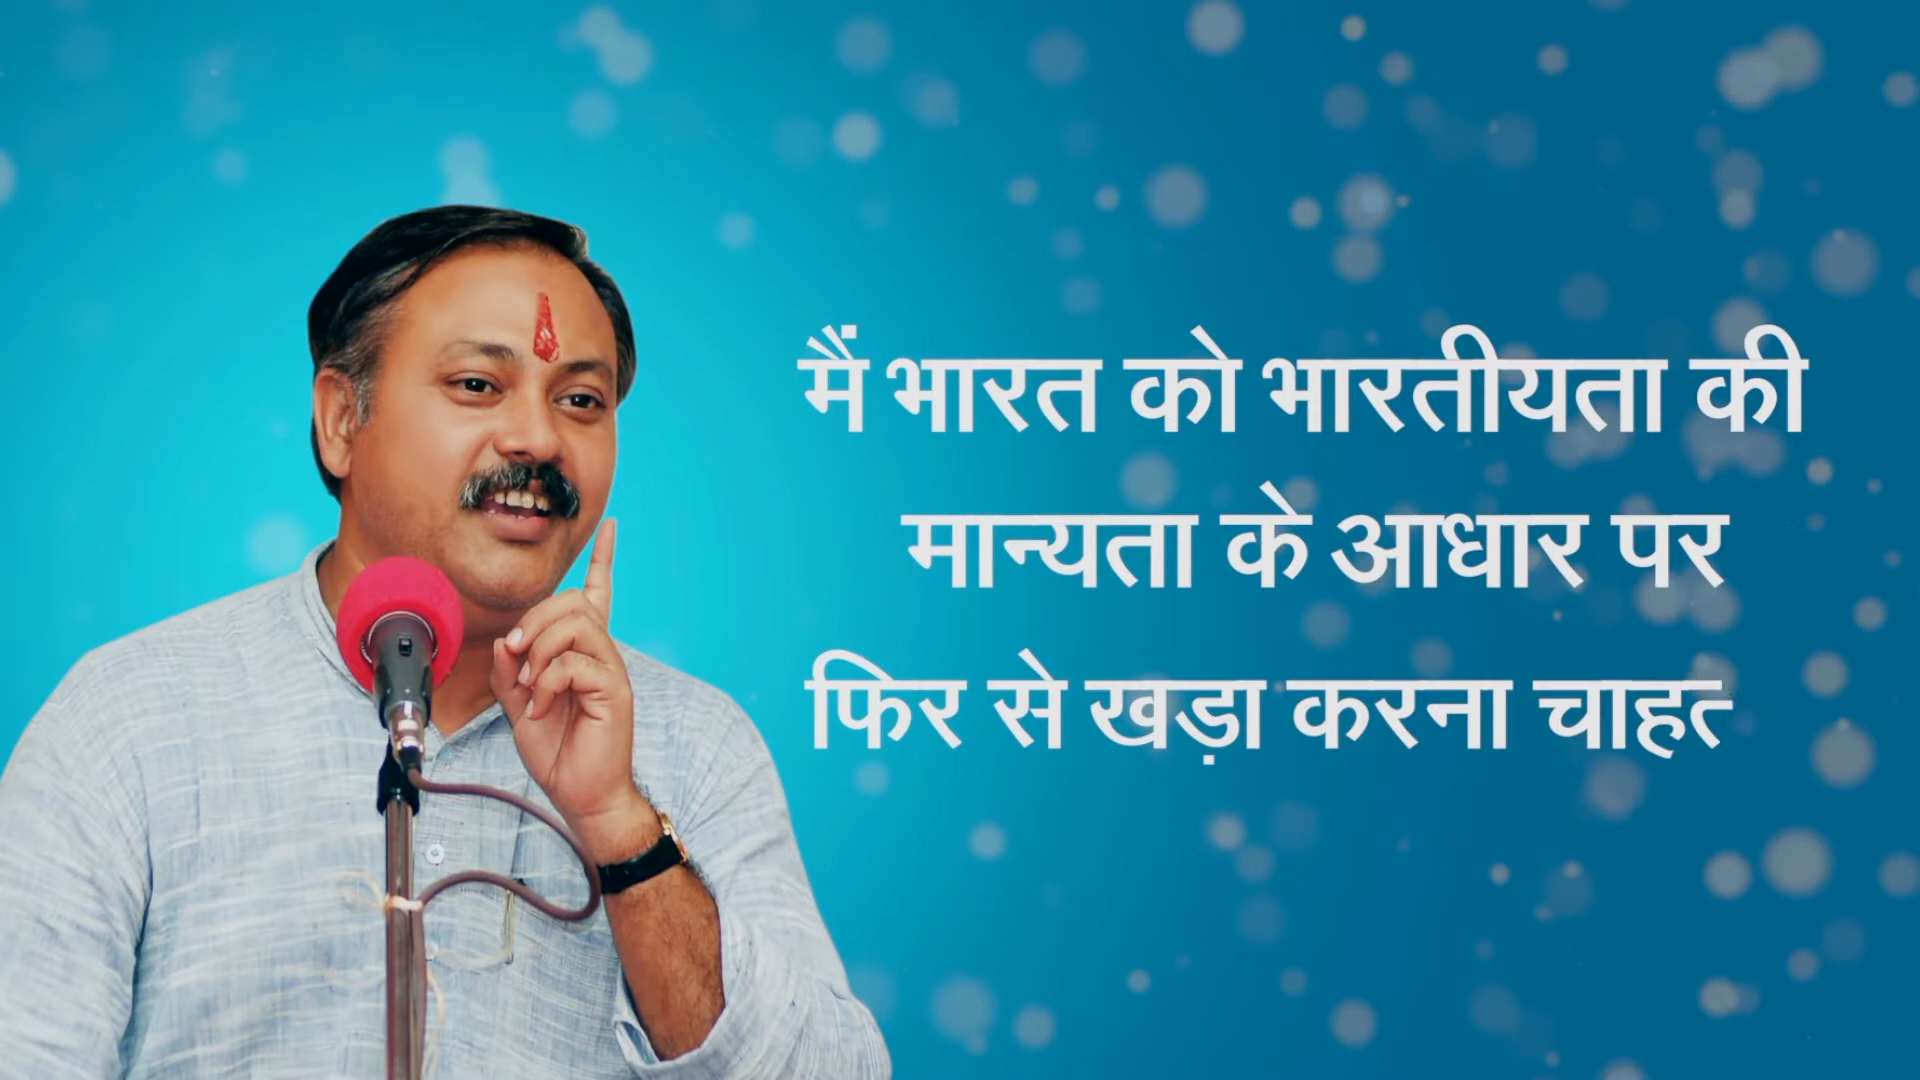 मैं भारत को भारतीयता की
मान्यता के आधार पर
फिर से खड़ा करना चाहत